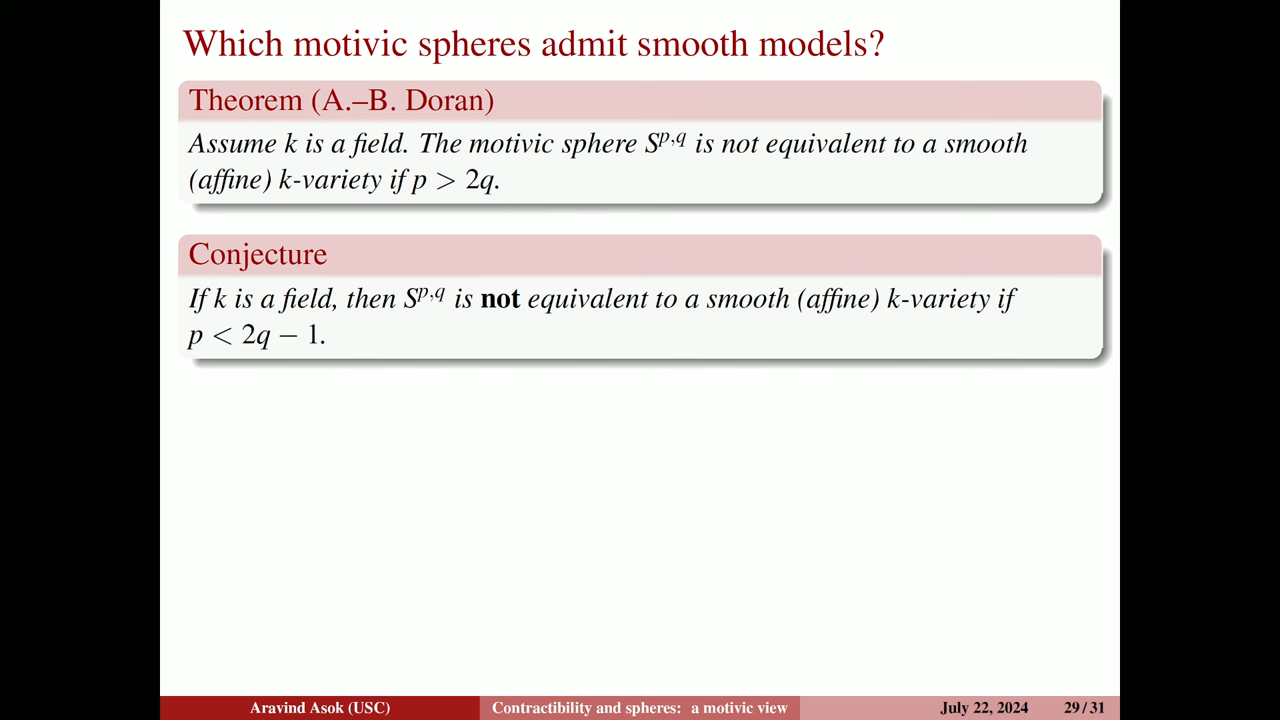 Which motivic spheres admit smooth models?
Theorem (A.–B. Doran)
Assume k is a field. The motivic sphere S^{p,q} is not equivalent to a smooth
(affine) k-variety if p > 2q.
Conjecture
If k is a field, then S^{p,q} is not equivalent to a smooth (affine) k-variety if
p < 2q − 1.
Aravind Asok (USC) Contractibility and spheres: a motivic view July 22, 2024 29 / 31